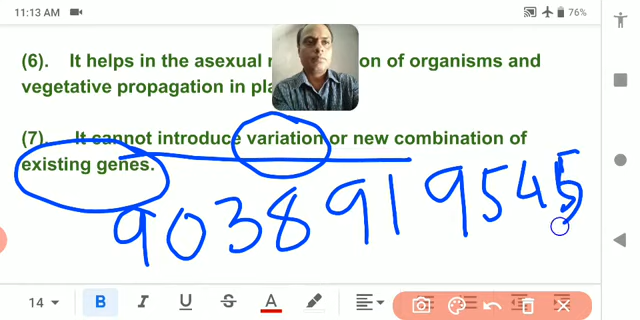 11:13 AM 76%
(6). It helps in the asexual r on of organisms and
vegetative propagation in pla
(7). It cannot introduce variation or new combination of
existing genes.
9038919545
14 B I U S A